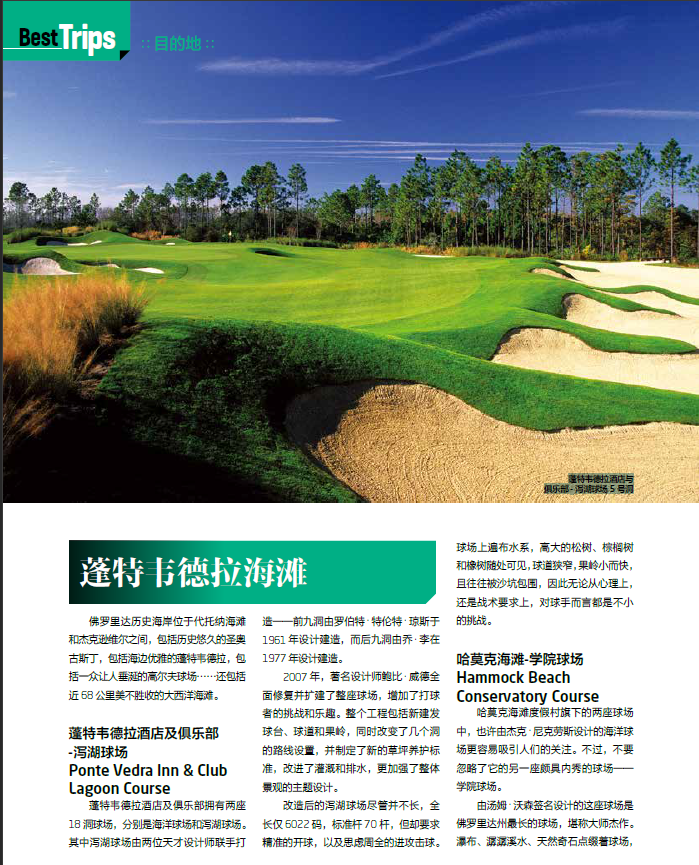 BestTrips
:: 目的地 ::
蓬特韦德拉酒店与
俱乐部 - 泻湖球场 5 号洞
蓬特韦德拉海滩
佛罗里达历史海岸位于代托纳海滩
和杰克逊维尔之间，包括历史悠久的圣奥
古斯丁，包括海边优雅的蓬特韦德拉，包
括一众让人垂涎的高尔夫球场……还包括
近 68 公里美不胜收的大西洋海滩。
蓬特韦德拉酒店及俱乐部
-泻湖球场
Ponte Vedra Inn & Club
Lagoon Course
蓬特韦德拉酒店及俱乐部拥有两座
18 洞球场，分别是海洋球场和泻湖球场。
其中泻湖球场由两位天才设计师联手打
造——前九洞由罗伯特·特伦特·琼斯于
1961 年设计建造，而后九洞由乔·李在
1977 年设计建造。
2007 年，著名设计师鲍比·威德全
面修复并扩建了整座球场，增加了打球
者的挑战和乐趣。整个工程包括新建发
球台、球道和果岭，同时改变了几个洞
的路线设置，并制定了新的草坪养护标
准，改进了灌溉和排水，更加强了整体
景观的主题设计。
改造后的泻湖球场尽管并不长，全
长仅 6022 码，标准杆 70 杆，但却要求
精准的开球，以及思虑周全的进攻击球。
球场上遍布水系，高大的松树、棕榈树
和橡树随处可见，球道狭窄，果岭小而快，
且往往被沙坑包围，因此无论从心理上，
还是战术要求上，对球手而言都是不小
的挑战。
哈莫克海滩-学院球场
Hammock Beach
Conservatory Course
哈莫克海滩度假村旗下的两座球场
中，也许由杰克·尼克劳斯设计的海洋球
场更容易吸引人们的关注。不过，不要
忽略了它的另一座颇具内秀的球场——
学院球场。
由汤姆·沃森签名设计的这座球场是
佛罗里达州最长的球场，堪称大师杰作。
瀑布、潺潺溪水、天然奇石点缀着球场，